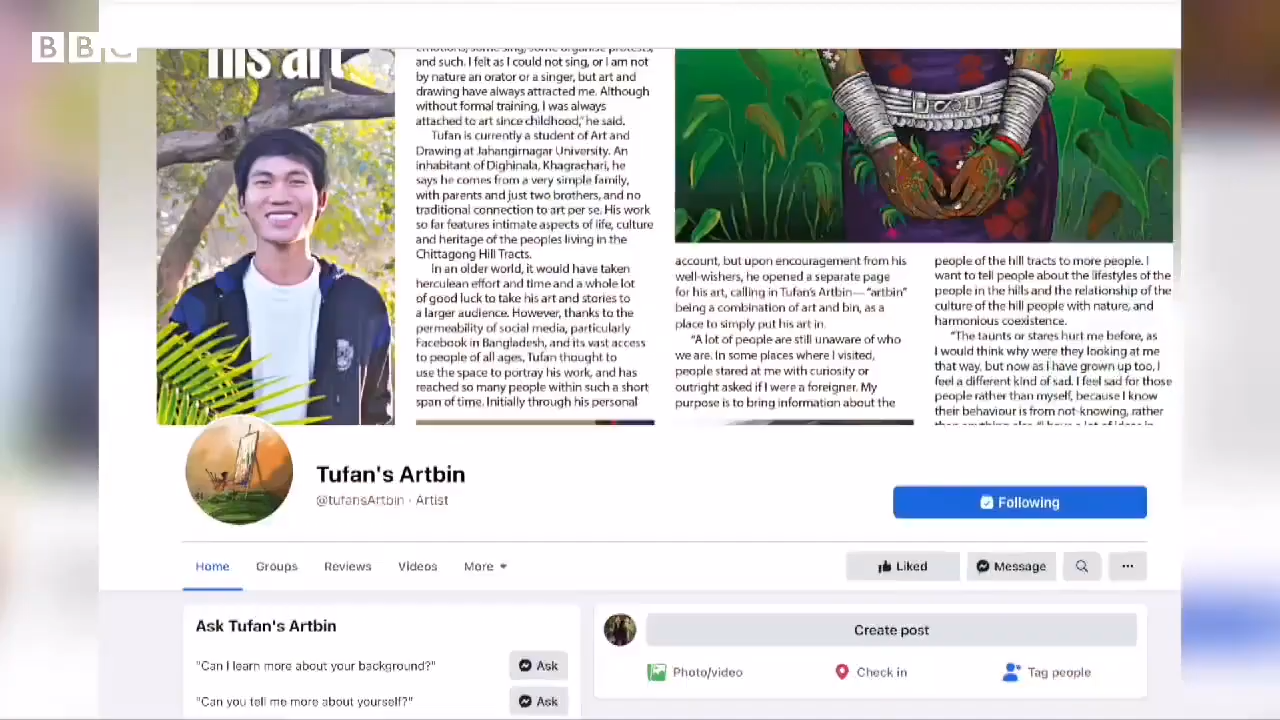 BBC
his art
emotions, some sing, some organise protests,
and such. I felt as I could not sing, or I am not
by nature an orator or a singer, but art and
drawing have always attracted me. Although
without formal training, I was always
attached to art since childhood," he said.
Tufan is currently a student of Art and
Drawing at Jahangirnagar University. An
inhabitant of Dighinala, Khagrachari, he
says he comes from a very simple family,
with parents and just two brothers, and no
traditional connection to art per se. His work
so far features intimate aspects of life, culture
and heritage of the peoples living in the
Chittagong Hill Tracts.
In an older world, it would have taken
herculean effort and time and a whole lot
of good luck to take his art and stories to
a larger audience. However, thanks to the
permeability of social media, particularly
Facebook in Bangladesh, and its vast access
to people of all ages, Tufan thought to
use the space to portray his work, and has
reached so many people within such a short
span of time. Initially through his personal
account, but upon encouragement from his
well-wishers, he opened a separate page
for his art, calling in Tufan's Artbin—"artbin"
being a combination of art and bin, as a
place to simply put his art in.
"A lot of people are still unaware of who
we are. In some places where I visited,
people stared at me with curiosity or
outright asked if I were a foreigner. My
purpose is to bring information about the
people of the hill tracts to more people. I
want to tell people about the lifestyles of the
people in the hills and the relationship of the
culture of the hill people with nature, and
harmonious coexistence.
"The taunts or stares hurt me before, as
I would think why were they looking at me
that way, but now as I have grown up too, I
feel a different kind of sad. I feel sad for those
people rather than myself, because I know
their behaviour is from not-knowing, rather
Tufan's Artbin
@tufansArtbin · Artist
Following
Home Groups Reviews Videos More
Liked Message
Ask Tufan's Artbin
"Can I learn more about your background?" Ask
"Can you tell me more about yourself?" Ask
Create post
Photo/video Check in Tag people